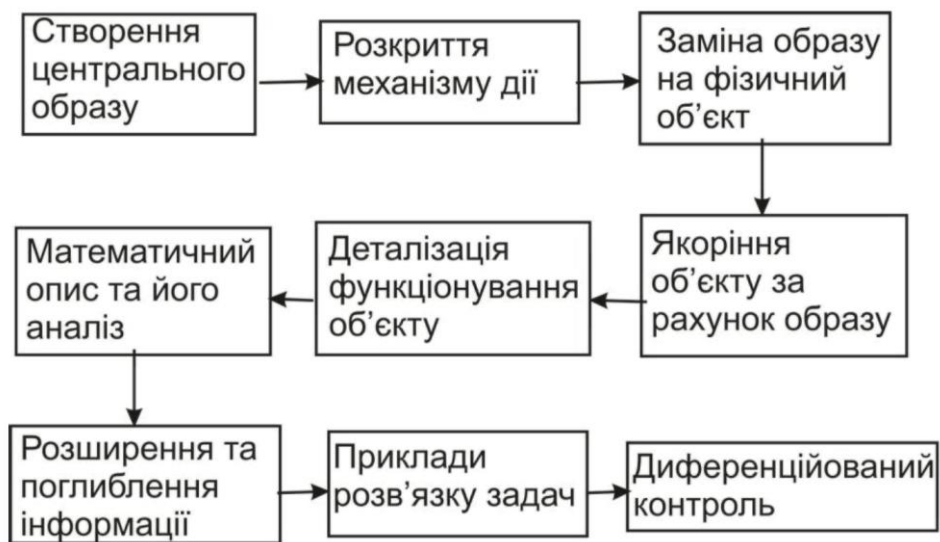 Створення
центрального
образу
Розкриття
механізму дії
Заміна образу
на фізичний
об’єкт
Якоріння
об’єкту за
рахунок образу
Деталізація
функціонування
об’єкту
Математичний
опис та його
аналіз
Розширення та
поглиблення
інформації
Приклади
розв’язку задач
Диференційований
контроль